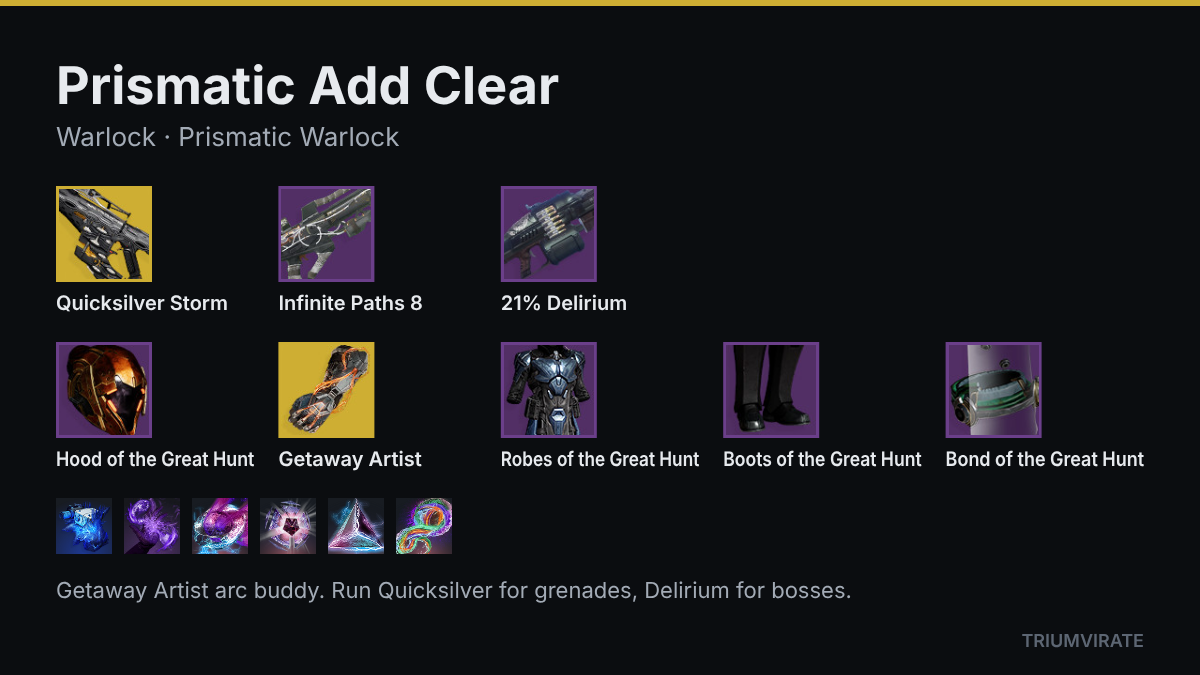 Prismatic Add Clear
Warlock · Prismatic Warlock
Quicksilver Storm
Infinite Paths 8
21% Delirium
Hood of the Great Hunt
Getaway Artist
Robes of the Great Hunt
Boots of the Great Hunt
Bond of the Great Hunt
Getaway Artist arc buddy. Run Quicksilver for grenades, Delirium for bosses.
TRIUMVIRATE